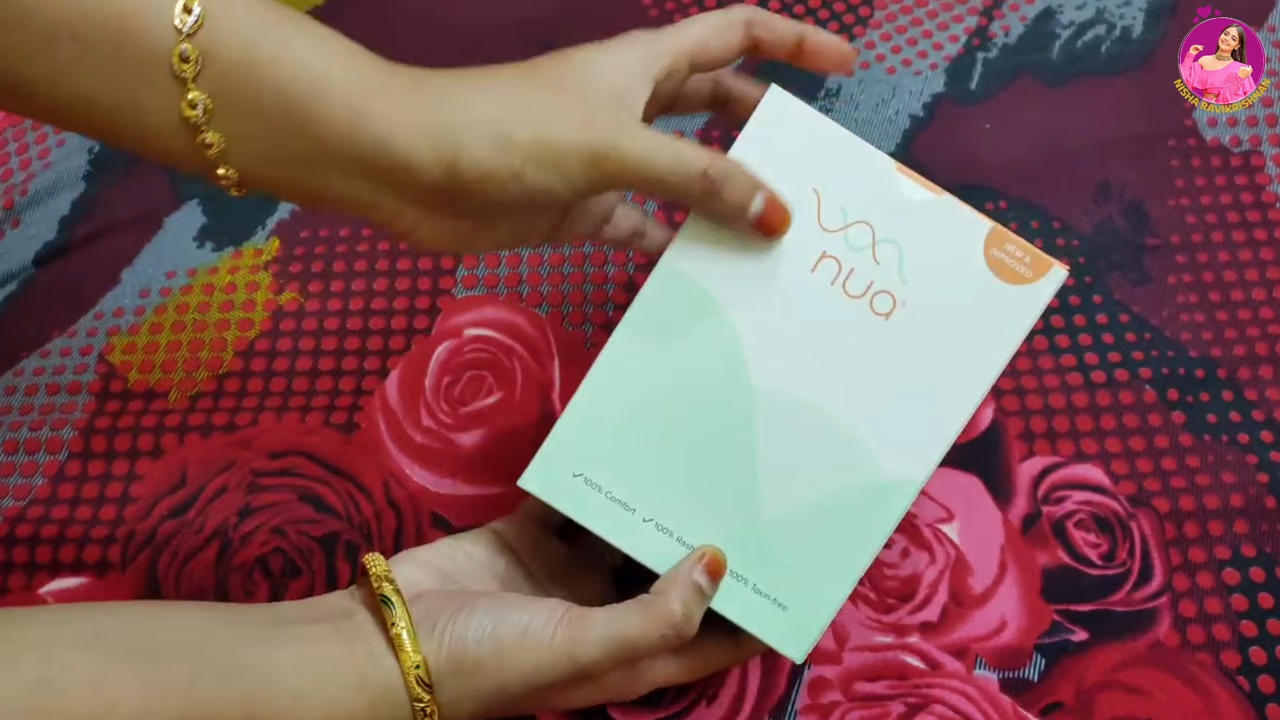 NISHA RAVIKRISHNAN
nua
NEW &
IMPROVED
✓ 100% Comfort ✓ 100% Rash 100% Toxin-free